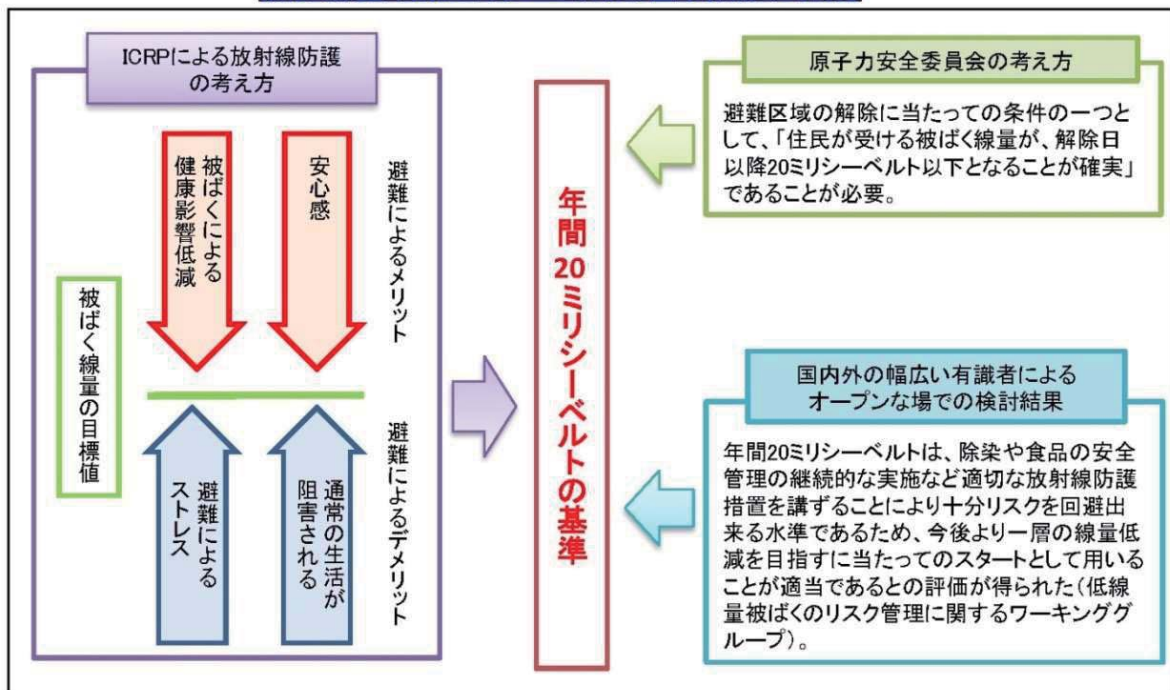 ICRPによる放射線防護
の考え方
被ばくによる
健康影響低減
安心感
避難によるメリット
被ばく線量の目標値
避難による
ストレス
通常の生活が
阻害される
避難によるデメリット
年間20ミリシーベルトの基準
原子力安全委員会の考え方
避難区域の解除に当たっての条件の一つと
して、「住民が受ける被ばく線量が、解除日
以降20ミリシーベルト以下となることが確実」
であることが必要。
国内外の幅広い有識者による
オープンな場での検討結果
年間20ミリシーベルトは、除染や食品の安全
管理の継続的な実施など適切な放射線防護
措置を講ずることにより十分リスクを回避出
来る水準であるため、今後より一層の線量低
減を目指すに当たってのスタートとして用いる
ことが適当であるとの評価が得られた(低線
量被ばくのリスク管理に関するワーキンググ
ループ)。